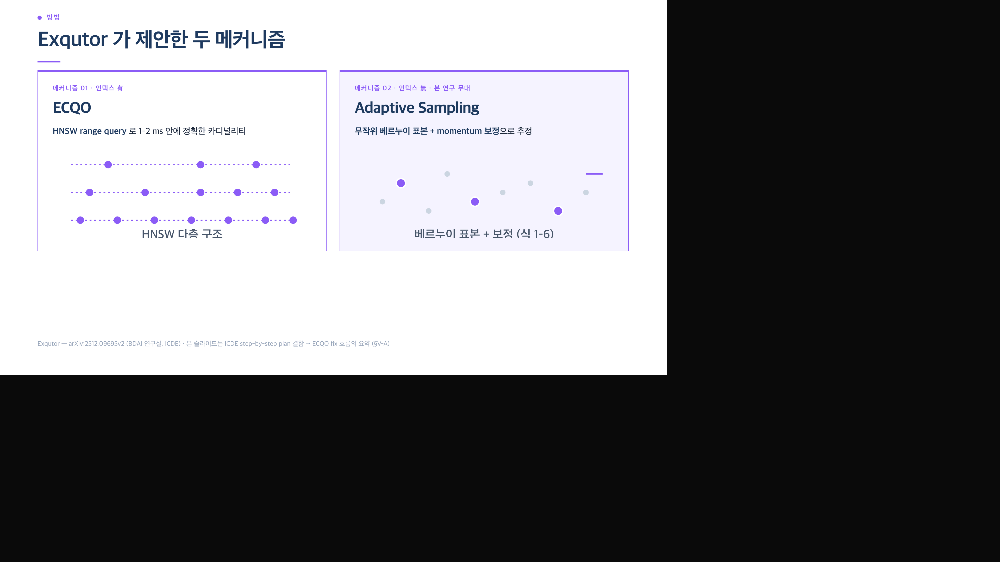 방법
Exqutor 가 제안한 두 메커니즘
메커니즘 01 · 인덱스 有
ECQO
HNSW range query 로 1-2 ms 안에 정확한 카디널리티
HNSW 다층 구조
메커니즘 02 · 인덱스 無 · 본 연구 무대
Adaptive Sampling
무작위 베르누이 표본 + momentum 보정으로 추정
베르누이 표본 + 보정 (식 1-6)
Exqutor — arXiv:2512.09695v2 (BDAI 연구실, ICDE) · 본 슬라이드는 ICDE step-by-step plan 결함 → ECQO fix 흐름의 요약 (§V-A)